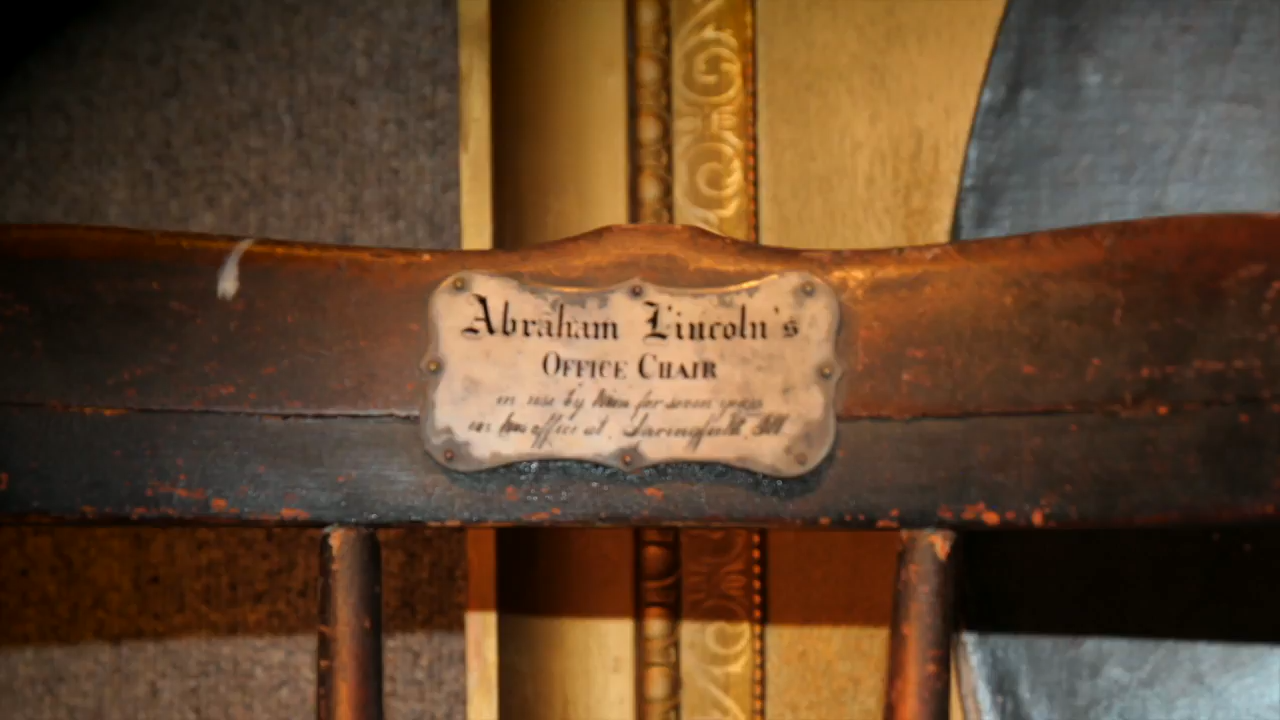 Abraham Lincoln's
OFFICE CHAIR
in use by him for seven years
in his office at Springfield Ill